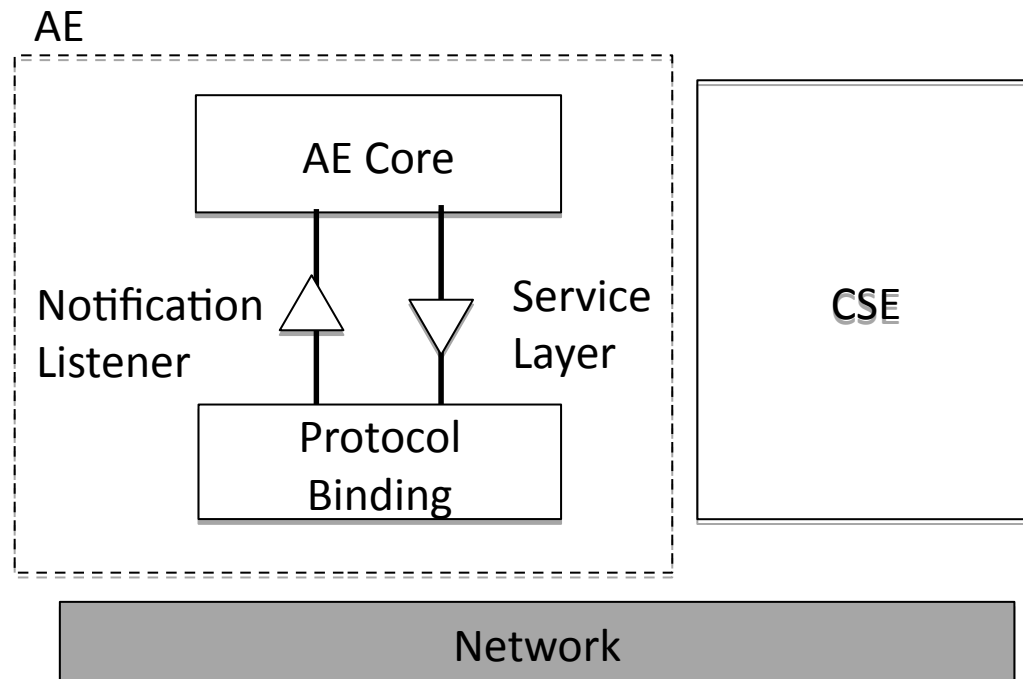 AE
AE Core
Notification
Listener
Service
Layer
CSE
Protocol
Binding
Network